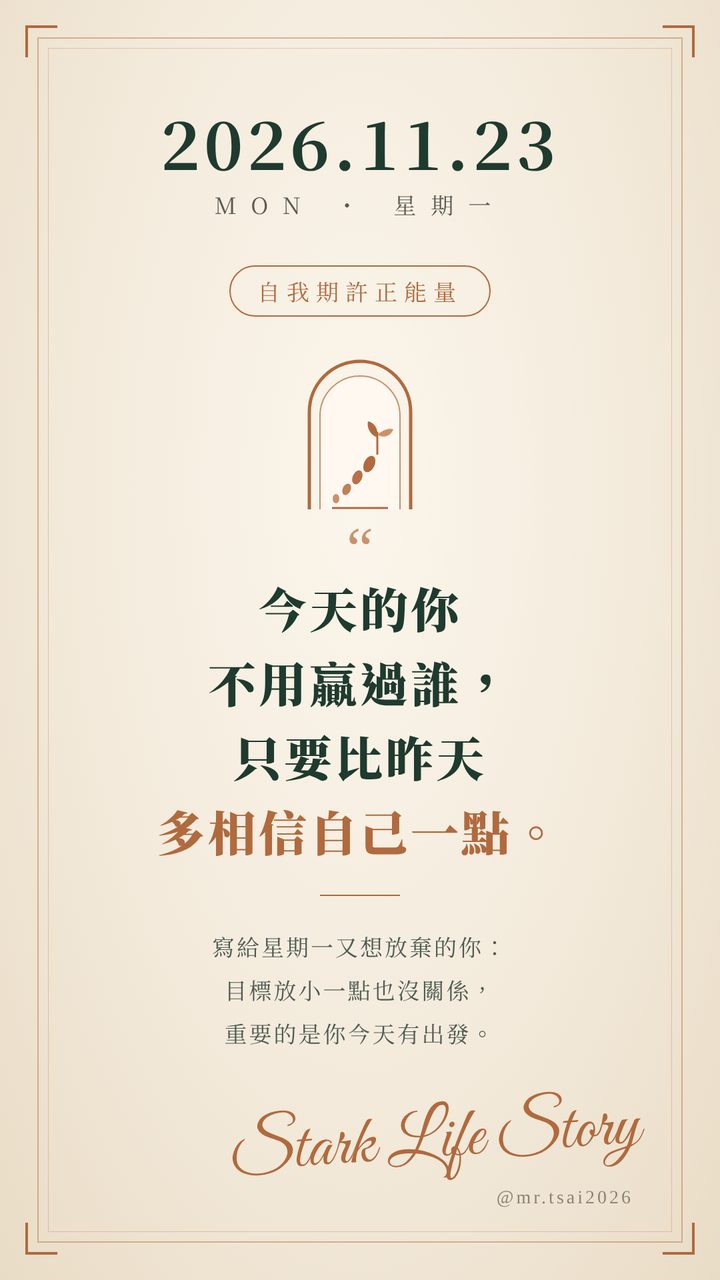 2026.11.23
MON · 星期一
自我期許正能量
“
今天的你
不用贏過誰，
只要比昨天
多相信自己一點。
寫給星期一又想放棄的你：
目標放小一點也沒關係，
重要的是你今天有出發。
Stark Life Story
@mr.tsai2026